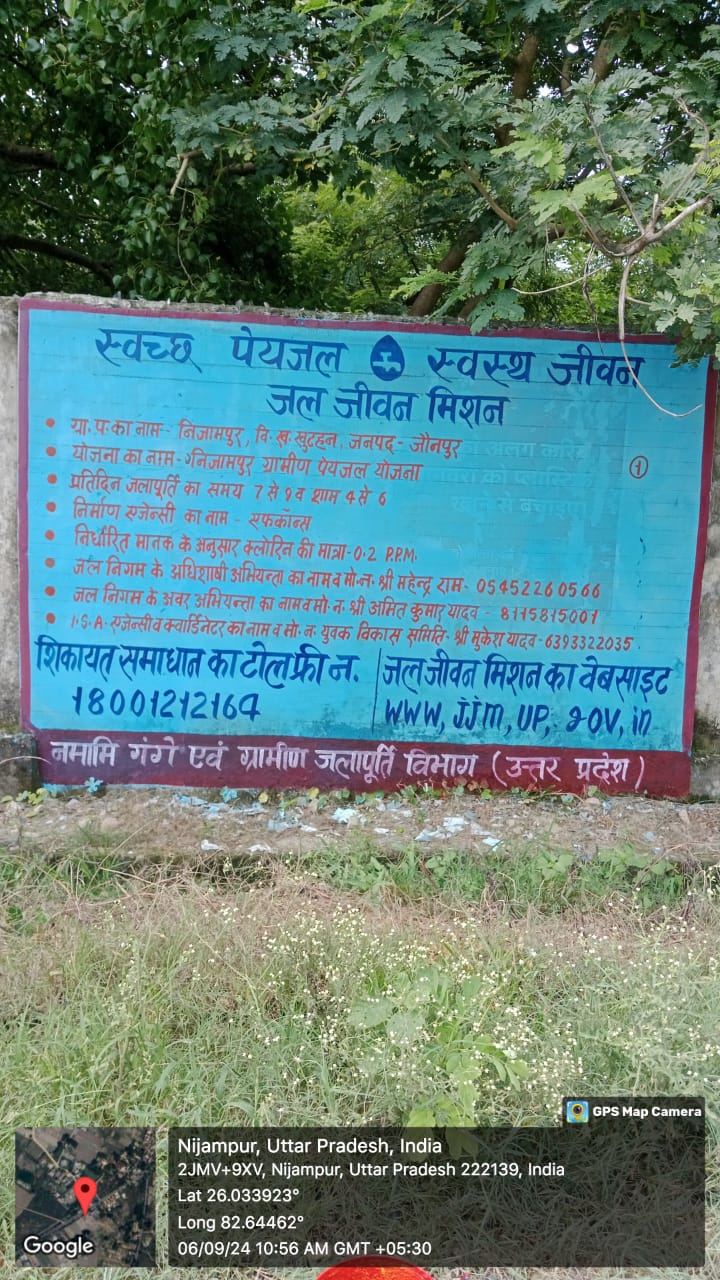 स्वच्छ पेयजल स्वस्थ जीवन
जल जीवन मिशन
• ग्रा.प.का नाम - निजामपुर, वि.ख.खुटहन, जनपद - जौनपुर
• योजना का नाम - निजामपुर ग्रामीण पेयजल योजना
①
• प्रतिदिन जलापूर्ति का समय 7 से 9 व शाम 4 से 6
• निर्माण एजेन्सी का नाम - एफकॉन्स
• निर्धारित मानक के अनुसार क्लोरिन की मात्रा - 0.2 P.P.M.
• जल निगम के अधिशाषी अभियन्ता का नाम व मो.न. श्री महेन्द्र राम - 05452260566
• जल निगम के अवर अभियन्ता का नाम व मो.न. श्री अमित कुमार यादव - 8115815001
• I.S.A. एजेन्सी व क्वार्डिनेटर का नाम व मो.न. युवक विकास समिति - श्री मुकेश यादव - 6393322035
शिकायत समाधान का टोल फ्री न.
18001212164
जल जीवन मिशन का वेबसाइट
www, jjm, UP, gov, in
नमामि गंगे एवं ग्रामीण जलापूर्ति विभाग (उत्तर प्रदेश)
GPS Map Camera
Nijampur, Uttar Pradesh, India
2JMV+9XV, Nijampur, Uttar Pradesh 222139, India
Lat 26.033923°
Long 82.64462°
06/09/24 10:56 AM GMT +05:30
Google